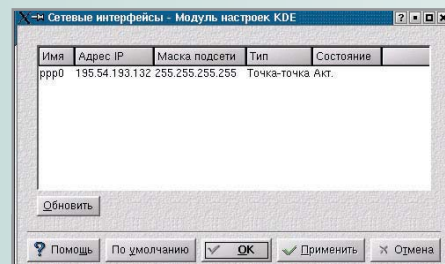 Сетевые интерфейсы - Модуль настроек KDE
Имя Адрес IP Маска подсети Тип Состояние
ppp0 195.54.193.132 255.255.255.255 Точка-точка Акт.
Обновить
Помощь По умолчанию OK Применить Отмена